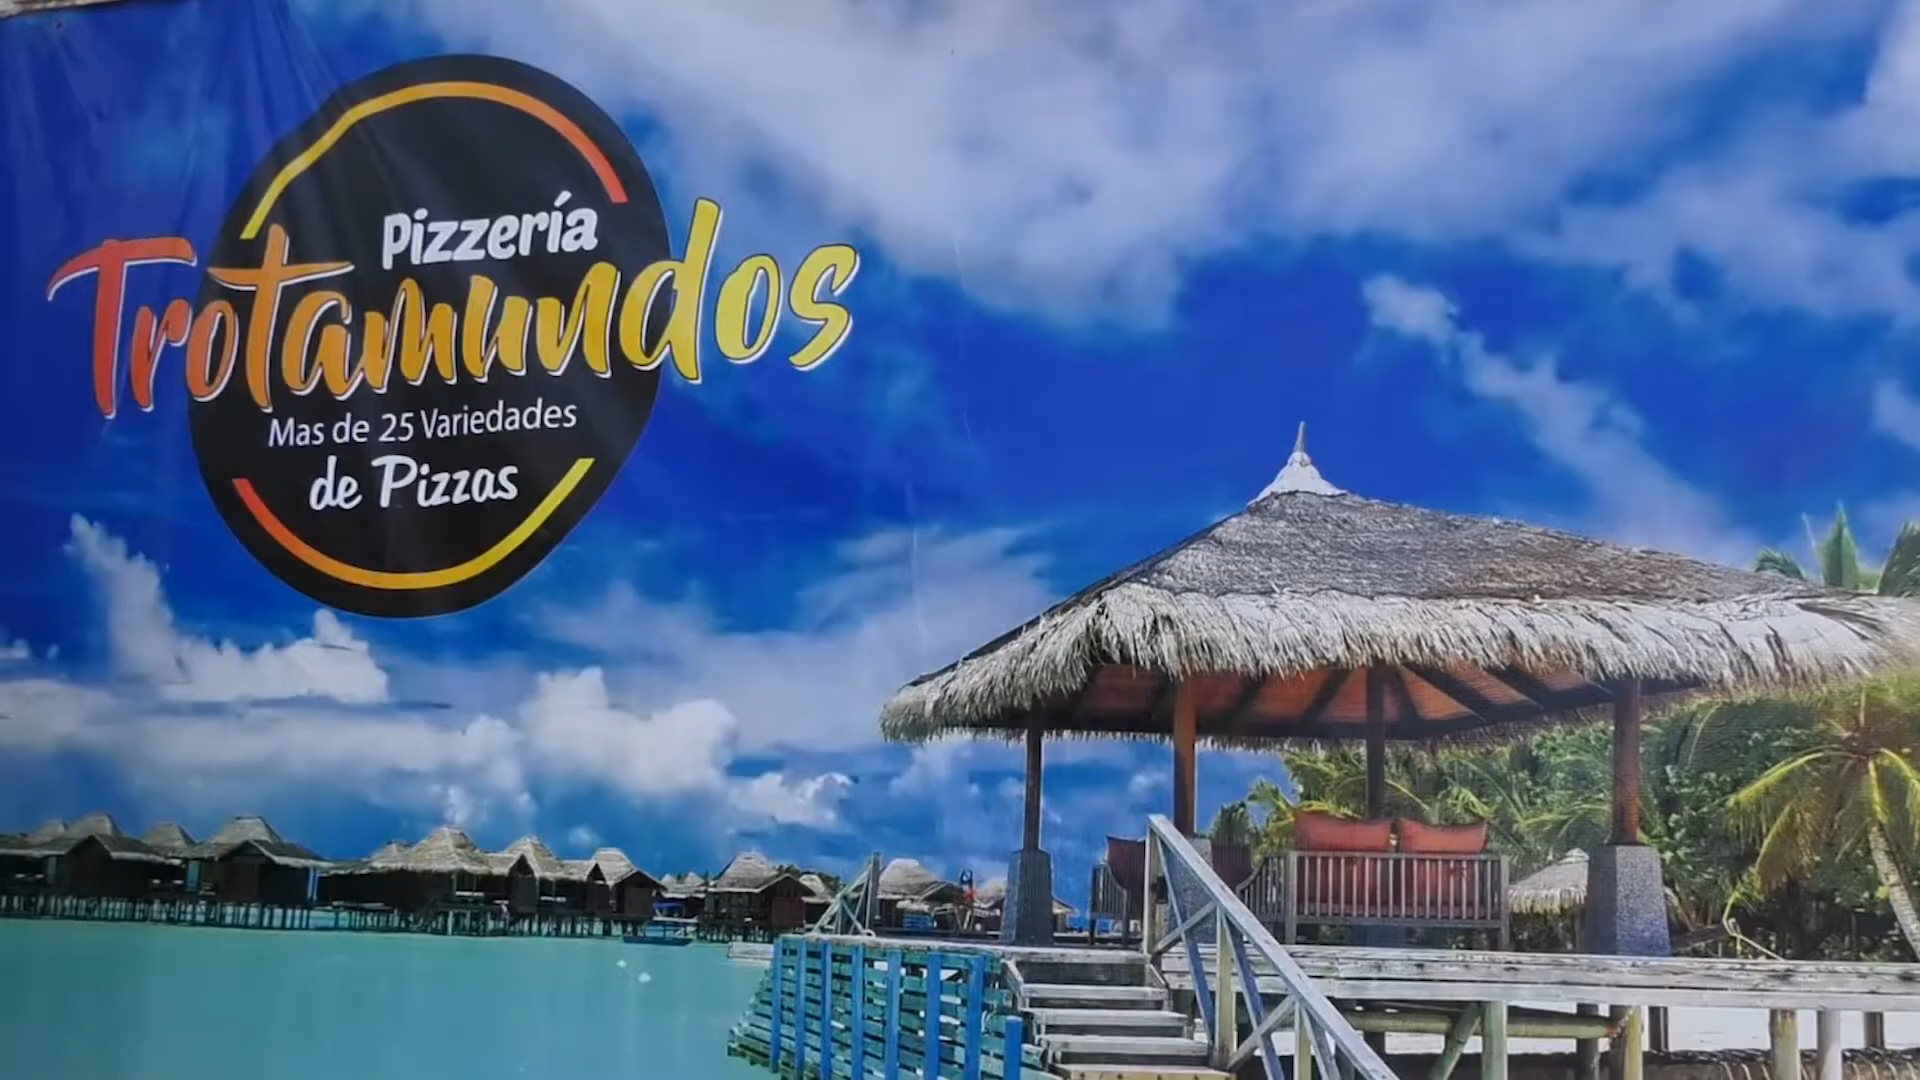 Pizzería
Trotamundos
Mas de 25 Variedades
de Pizzas